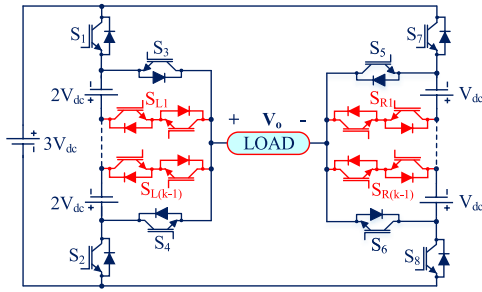 S1
S3
S5
S7
2Vdc
SL1
+ Vo -
SR1
Vdc
3Vdc
LOAD
2Vdc
SL(k-1)
SR(k-1)
Vdc
S4
S6
S2
S8